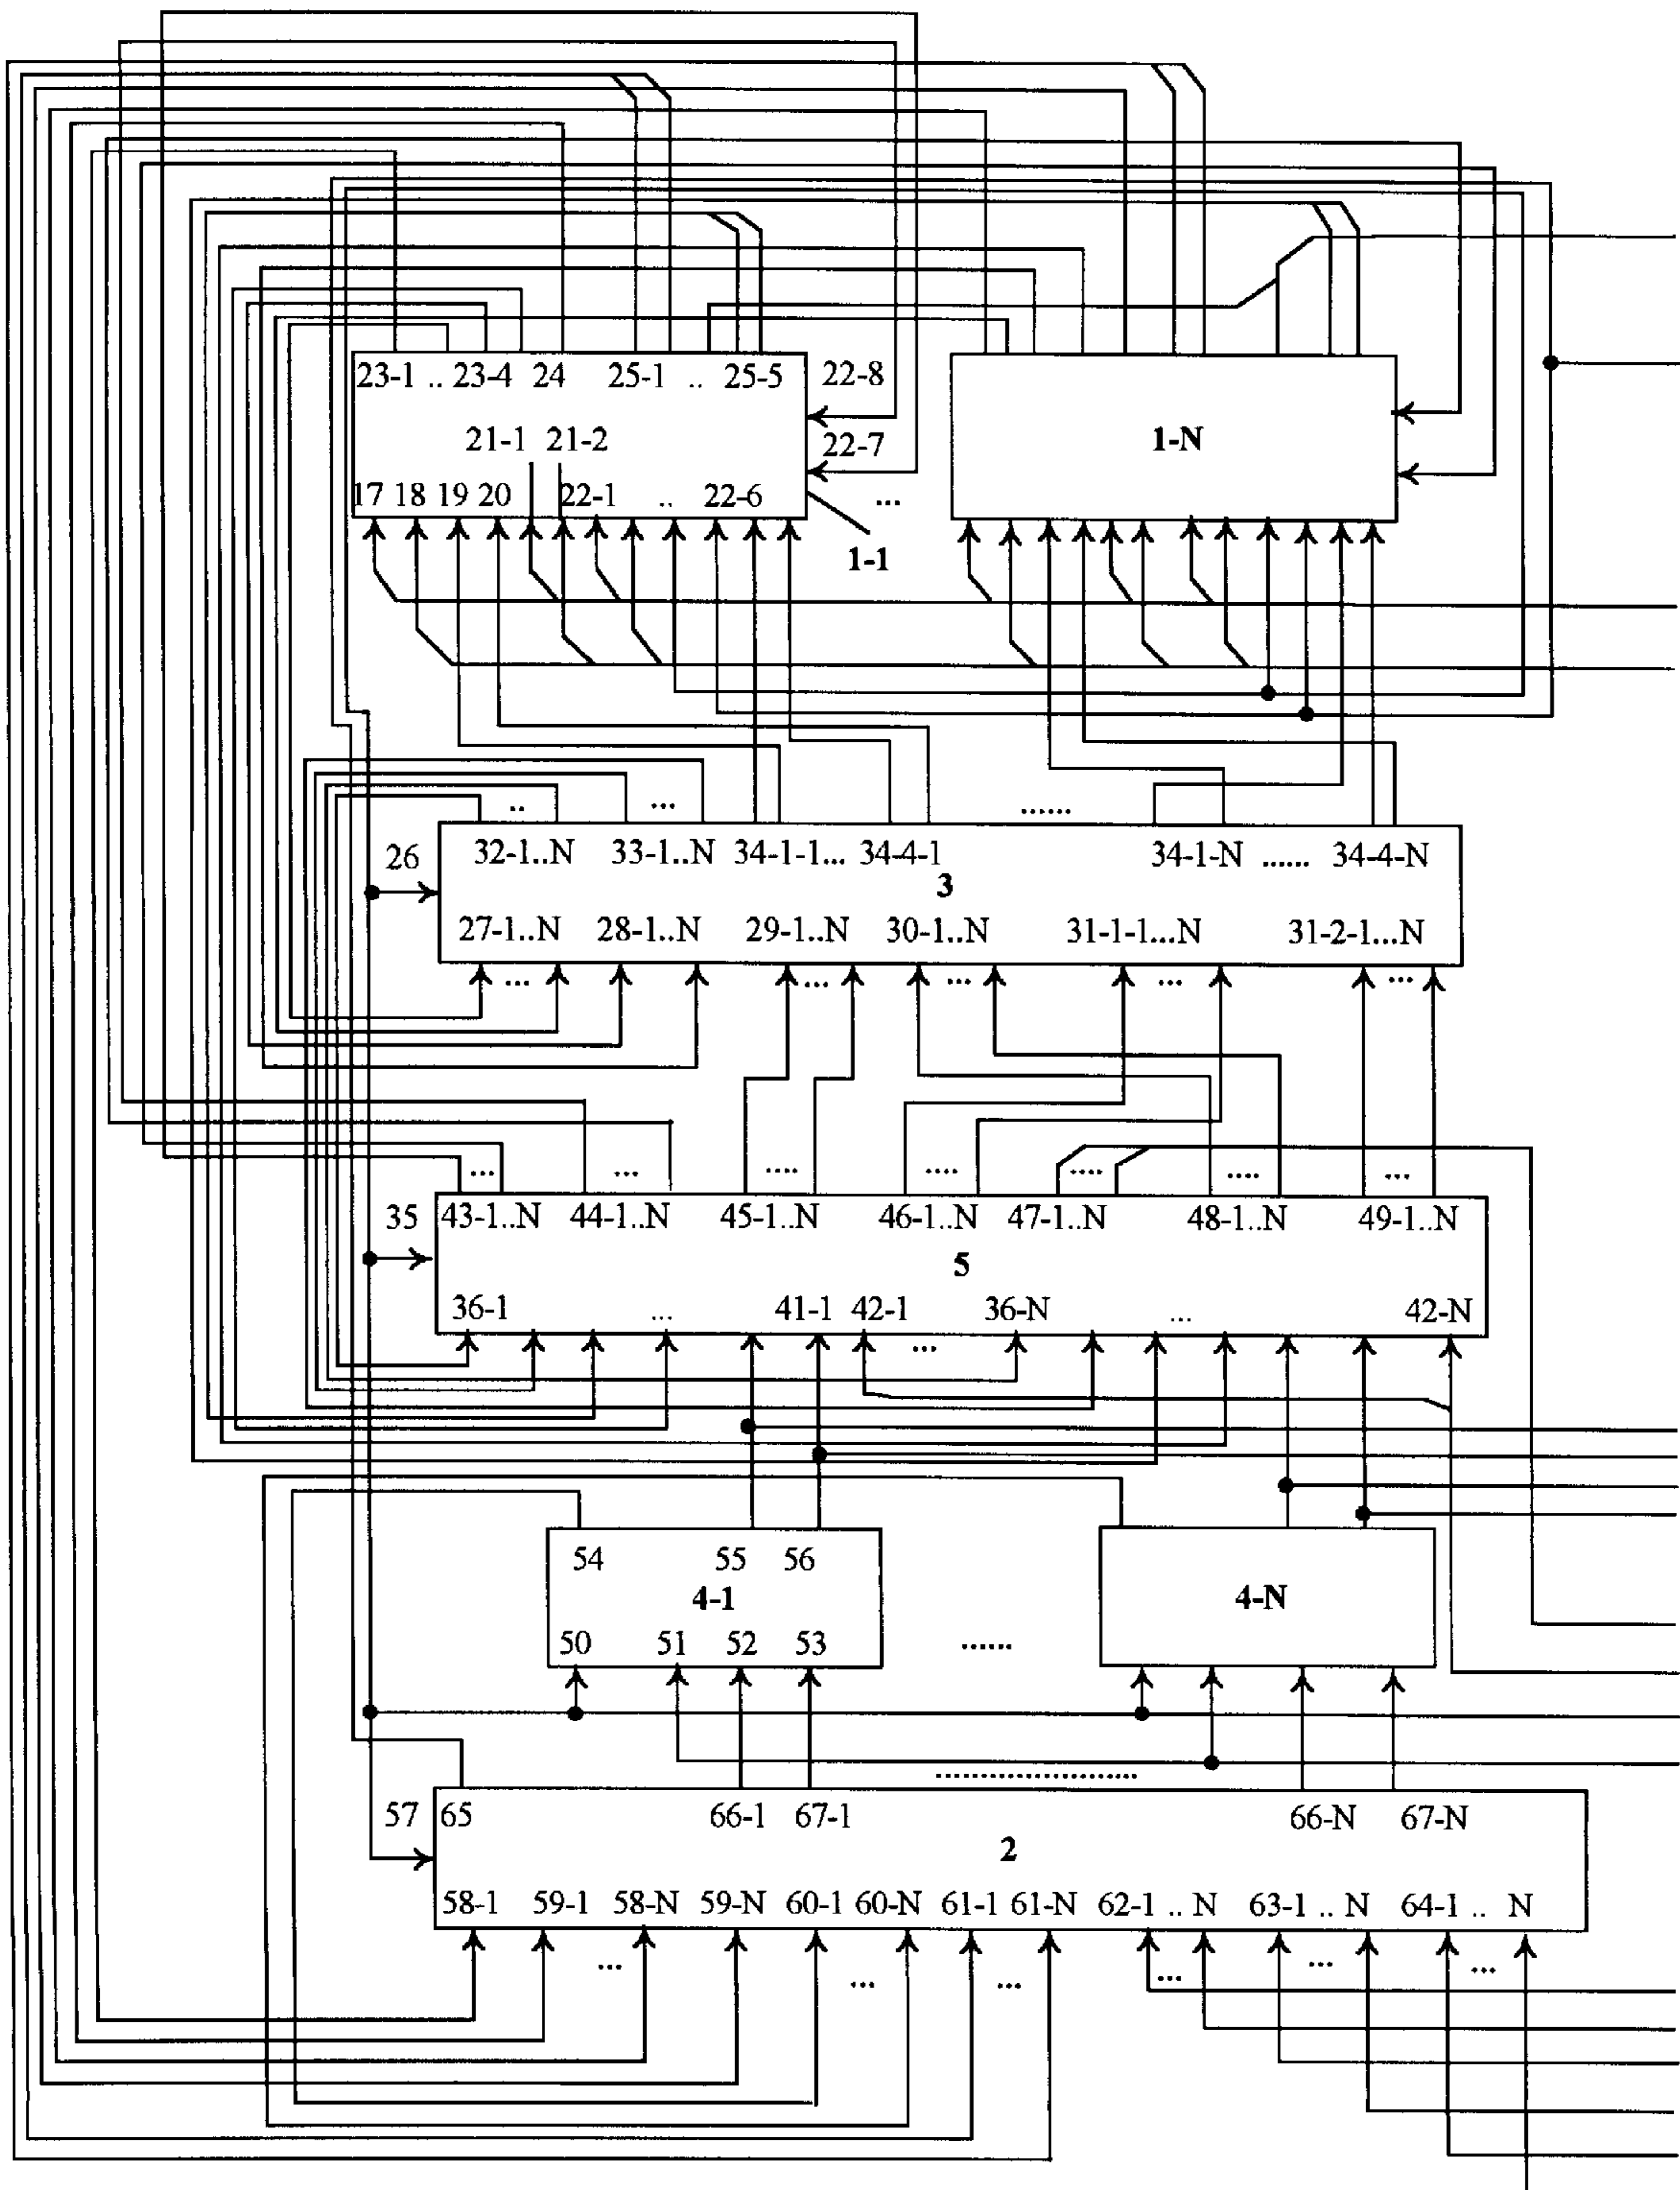 23-1 .. 23-4 24 25-1 .. 25-5
22-8
21-1 21-2
22-7
1-N
17 18 19 20 22-1 .. 22-6
...
1-1
.. ... ......
32-1..N 33-1..N 34-1-1... 34-4-1 34-1-N ...... 34-4-N
26
3
27-1..N 28-1..N 29-1..N 30-1..N 31-1-1...N 31-2-1...N
... ... ... ... ...
... ... .... .... .... .... ...
35
43-1..N 44-1..N 45-1..N 46-1..N 47-1..N 48-1..N 49-1..N
5
36-1 ... 41-1 42-1 36-N ... 42-N
...
54 55 56
4-1 4-N
50 51 52 53 ......
.......................
57 65 66-1 67-1 66-N 67-N
2
58-1 59-1 58-N 59-N 60-1 60-N 61-1 61-N 62-1 .. N 63-1 .. N 64-1 .. N
... ... ... ... ... ...